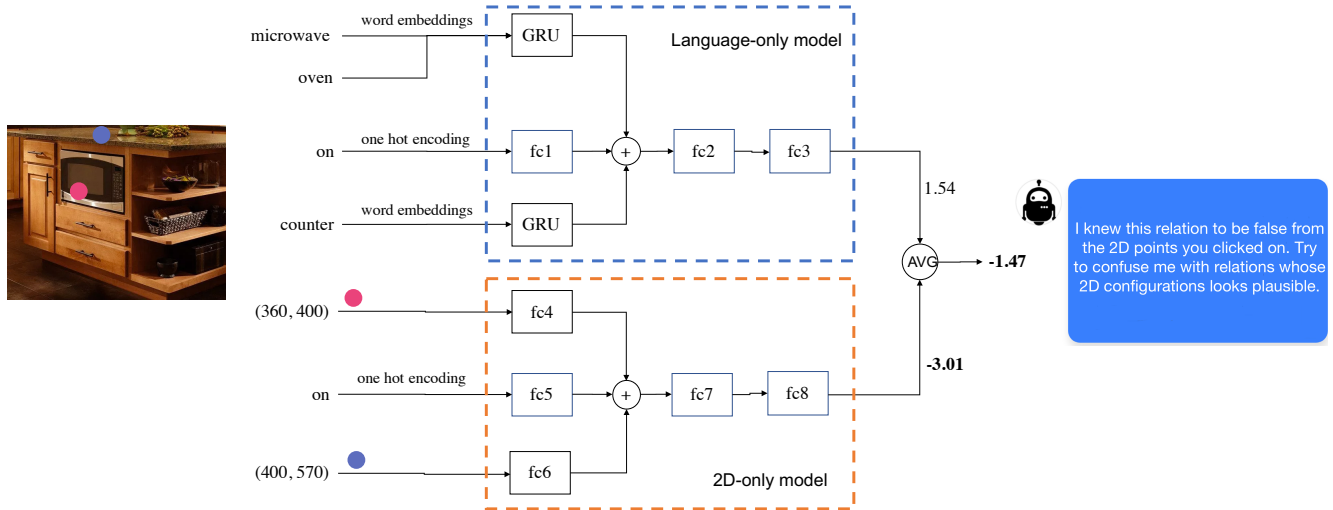 microwave
word embeddings
GRU
Language-only model
oven
on
one hot encoding
fc1
+
fc2
fc3
counter
word embeddings
GRU
1.54
AVG
-1.47
I knew this relation to be false from
the 2D points you clicked on. Try
to confuse me with relations whose
2D configurations looks plausible.
(360, 400)
fc4
on
one hot encoding
fc5
+
fc7
fc8
-3.01
(400, 570)
fc6
2D-only model